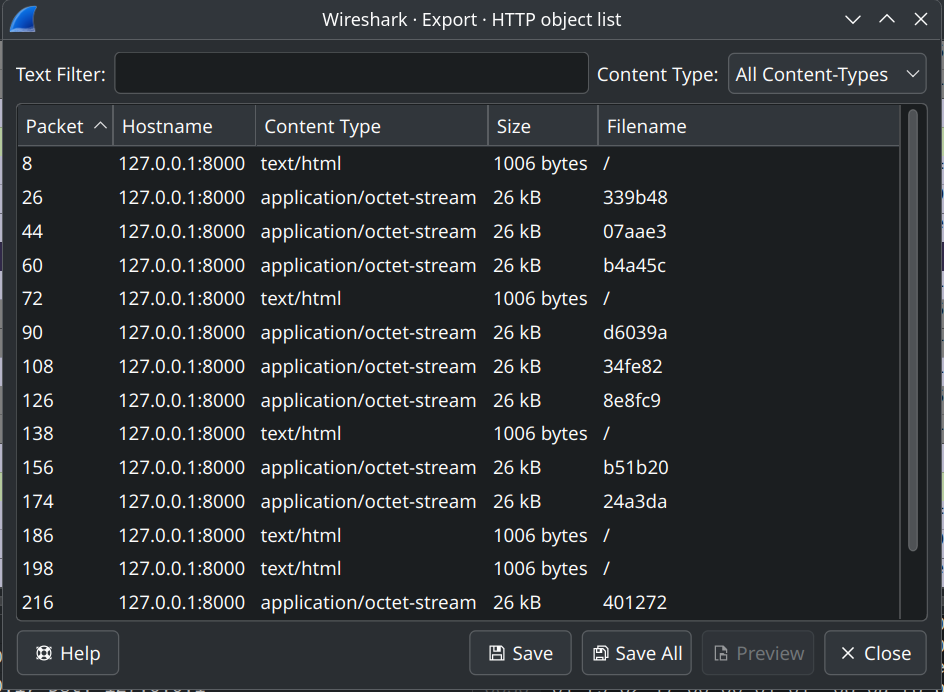 Wireshark · Export · HTTP object list
Text Filter: Content Type: All Content-Types
Packet Hostname Content Type Size Filename
8 127.0.0.1:8000 text/html 1006 bytes /
26 127.0.0.1:8000 application/octet-stream 26 kB 339b48
44 127.0.0.1:8000 application/octet-stream 26 kB 07aae3
60 127.0.0.1:8000 application/octet-stream 26 kB b4a45c
72 127.0.0.1:8000 text/html 1006 bytes /
90 127.0.0.1:8000 application/octet-stream 26 kB d6039a
108 127.0.0.1:8000 application/octet-stream 26 kB 34fe82
126 127.0.0.1:8000 application/octet-stream 26 kB 8e8fc9
138 127.0.0.1:8000 text/html 1006 bytes /
156 127.0.0.1:8000 application/octet-stream 26 kB b51b20
174 127.0.0.1:8000 application/octet-stream 26 kB 24a3da
186 127.0.0.1:8000 text/html 1006 bytes /
198 127.0.0.1:8000 text/html 1006 bytes /
216 127.0.0.1:8000 application/octet-stream 26 kB 401272
Help Save Save All Preview Close